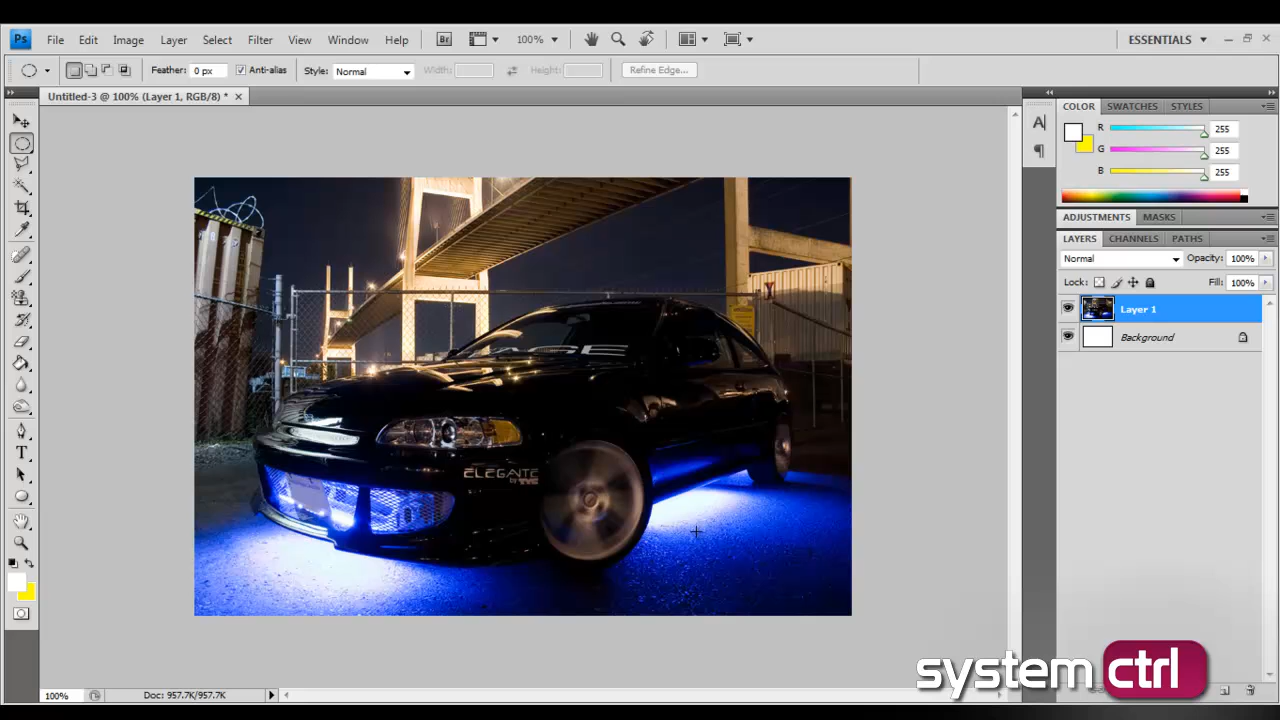 Ps File Edit Image Layer Select Filter View Window Help Br 100% ESSENTIALS
Feather: 0 px Anti-alias Style: Normal Width: Height: Refine Edge...
Untitled-3 @ 100% (Layer 1, RGB/8) *
COLOR SWATCHES STYLES
A
R 255
G 255
B 255
ADJUSTMENTS MASKS
LAYERS CHANNELS PATHS
Normal Opacity: 100%
Lock: Fill: 100%
Layer 1
Background
ELEGANTE
T
100% Doc: 957.7K/957.7K
system ctrl